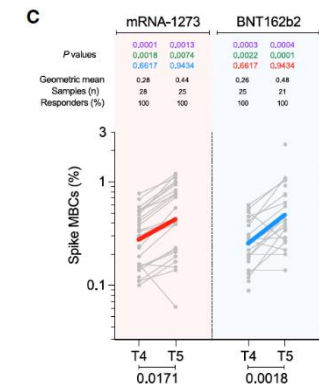 C
mRNA-1273 BNT162b2
0,0001 0,0013 0,0003 0,0004
P values 0,0018 0,0074 0,0022 0,0001
0,6617 0,9434 0,6617 0,9434
Geometric mean 0,28 0,44 0,26 0,48
Samples (n) 28 25 25 21
Responders (%) 100 100 100 100
3
1
Spike MBCs (%)
0.1
T4 T5 T4 T5
0.0171 0.0018